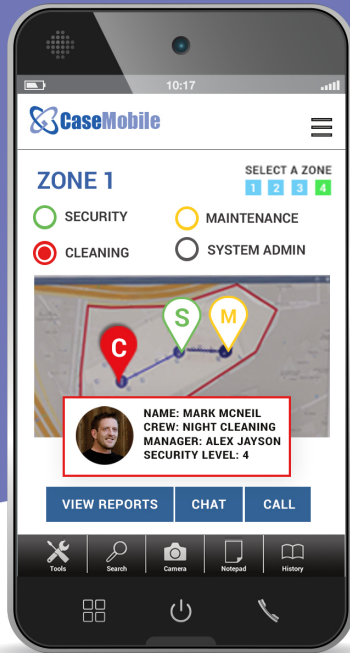 10:17
CaseMobile
ZONE 1
SELECT A ZONE
1 2 3 4
SECURITY
MAINTENANCE
CLEANING
SYSTEM ADMIN
S
M
C
NAME: MARK MCNEIL
CREW: NIGHT CLEANING
MANAGER: ALEX JAYSON
SECURITY LEVEL: 4
VIEW REPORTS
CHAT
CALL
Tools
Search
Camera
Notepad
History